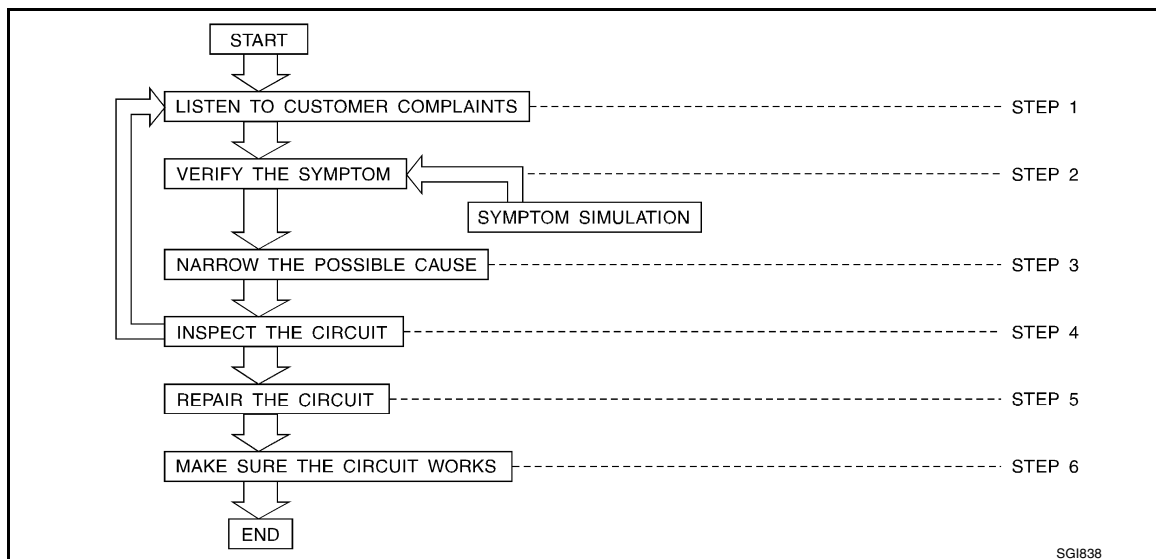 START
LISTEN TO CUSTOMER COMPLAINTS
STEP 1
VERIFY THE SYMPTOM
STEP 2
SYMPTOM SIMULATION
NARROW THE POSSIBLE CAUSE
STEP 3
INSPECT THE CIRCUIT
STEP 4
REPAIR THE CIRCUIT
STEP 5
MAKE SURE THE CIRCUIT WORKS
STEP 6
END
SGI838